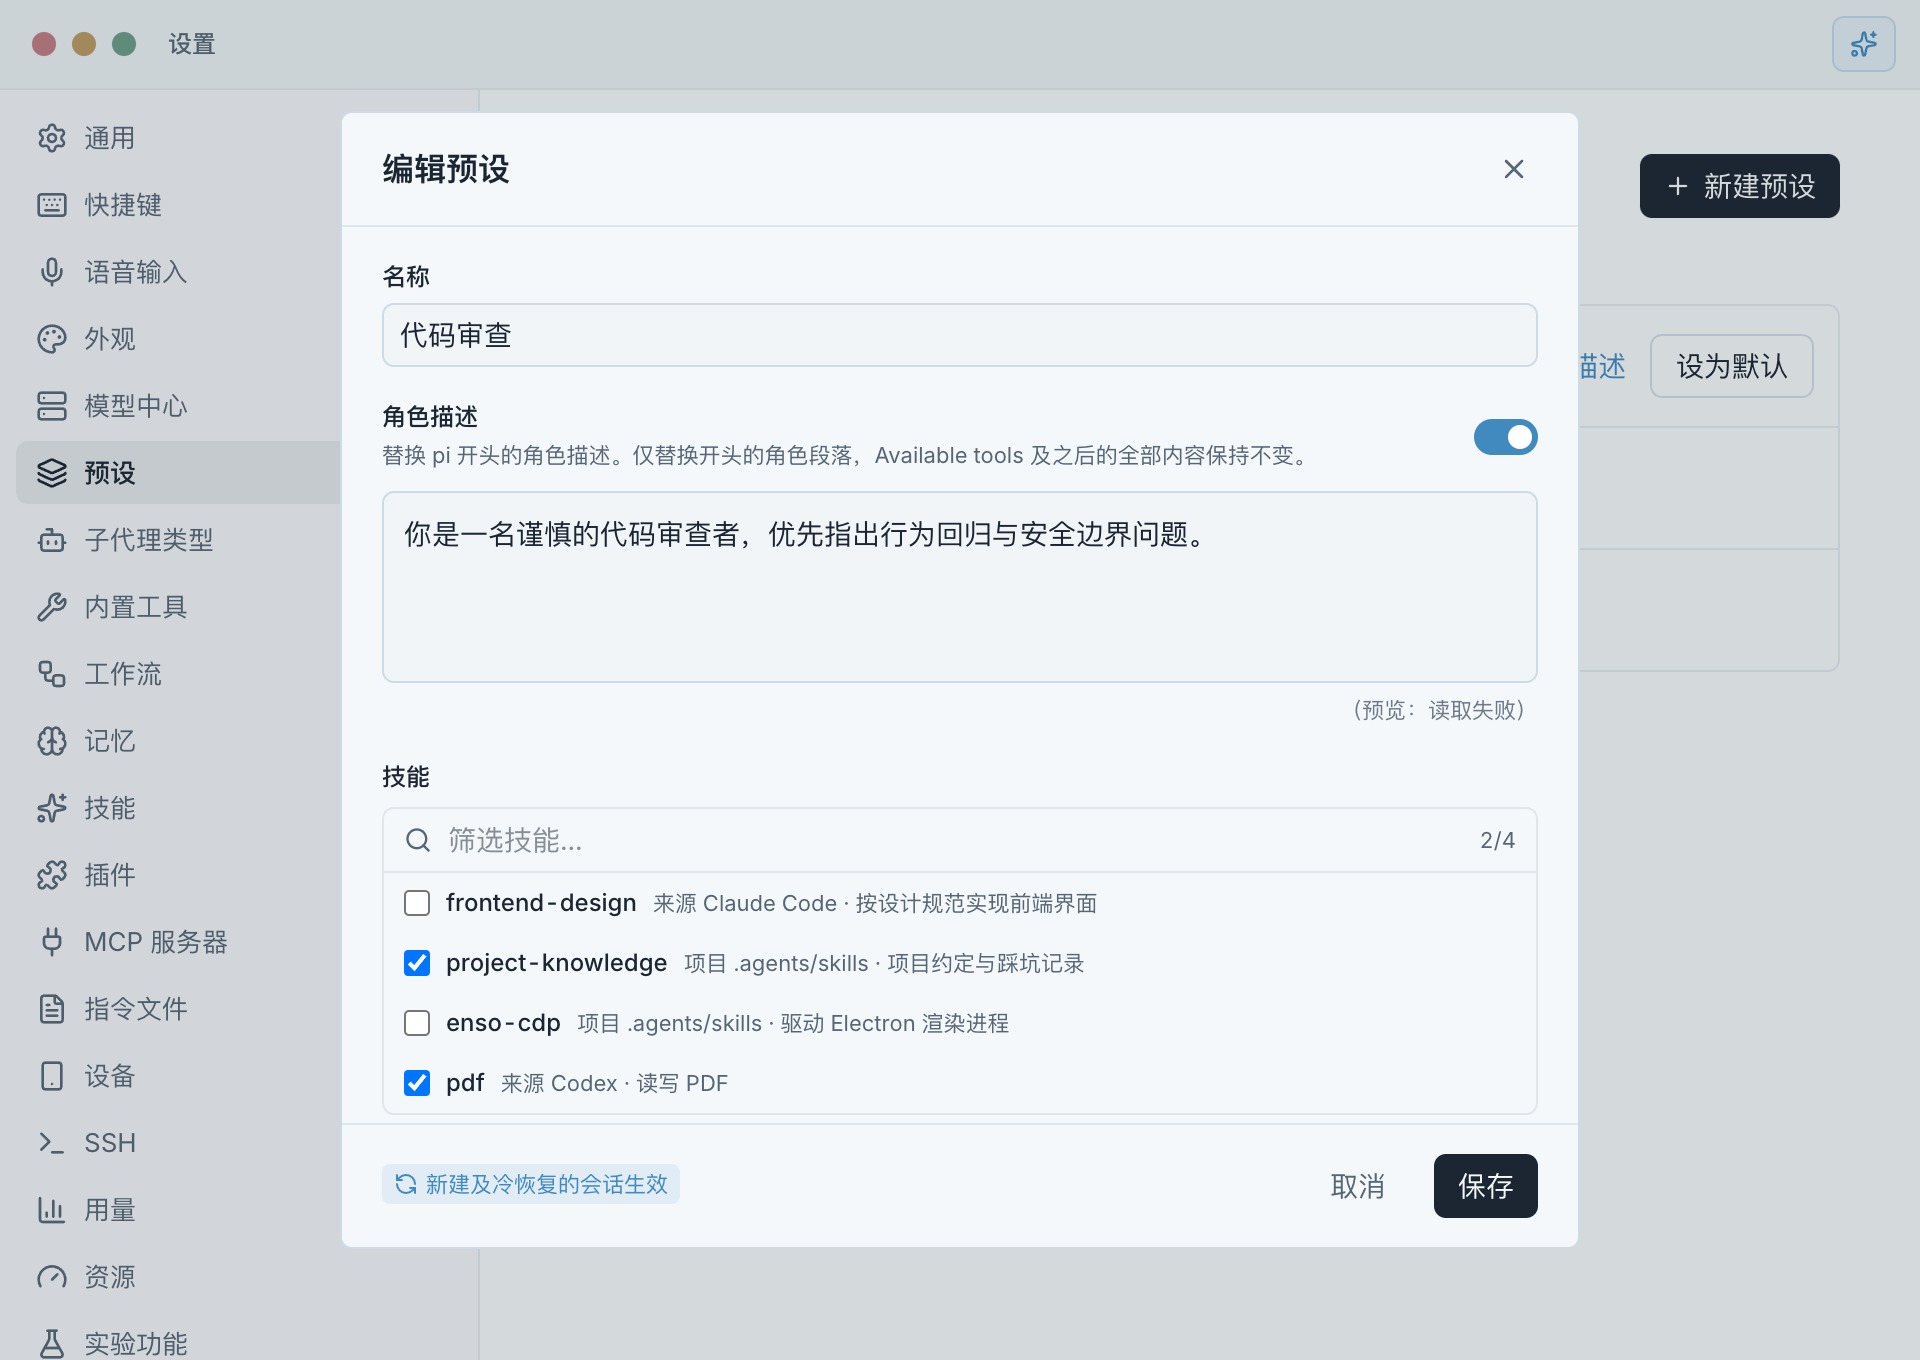 设置
通用
快捷键
语音输入
外观
模型中心
预设
子代理类型
内置工具
工作流
记忆
技能
插件
MCP 服务器
指令文件
设备
SSH
用量
资源
实验功能
新建预设
描述
设为默认
编辑预设
名称
代码审查
角色描述
替换 pi 开头的角色描述。仅替换开头的角色段落，Available tools 及之后的全部内容保持不变。
你是一名谨慎的代码审查者，优先指出行为回归与安全边界问题。
(预览：读取失败)
技能
筛选技能... 2/4
frontend-design 来源 Claude Code · 按设计规范实现前端界面
project-knowledge 项目 .agents/skills · 项目约定与踩坑记录
enso-cdp 项目 .agents/skills · 驱动 Electron 渲染进程
pdf 来源 Codex · 读写 PDF
新建及冷恢复的会话生效
取消
保存